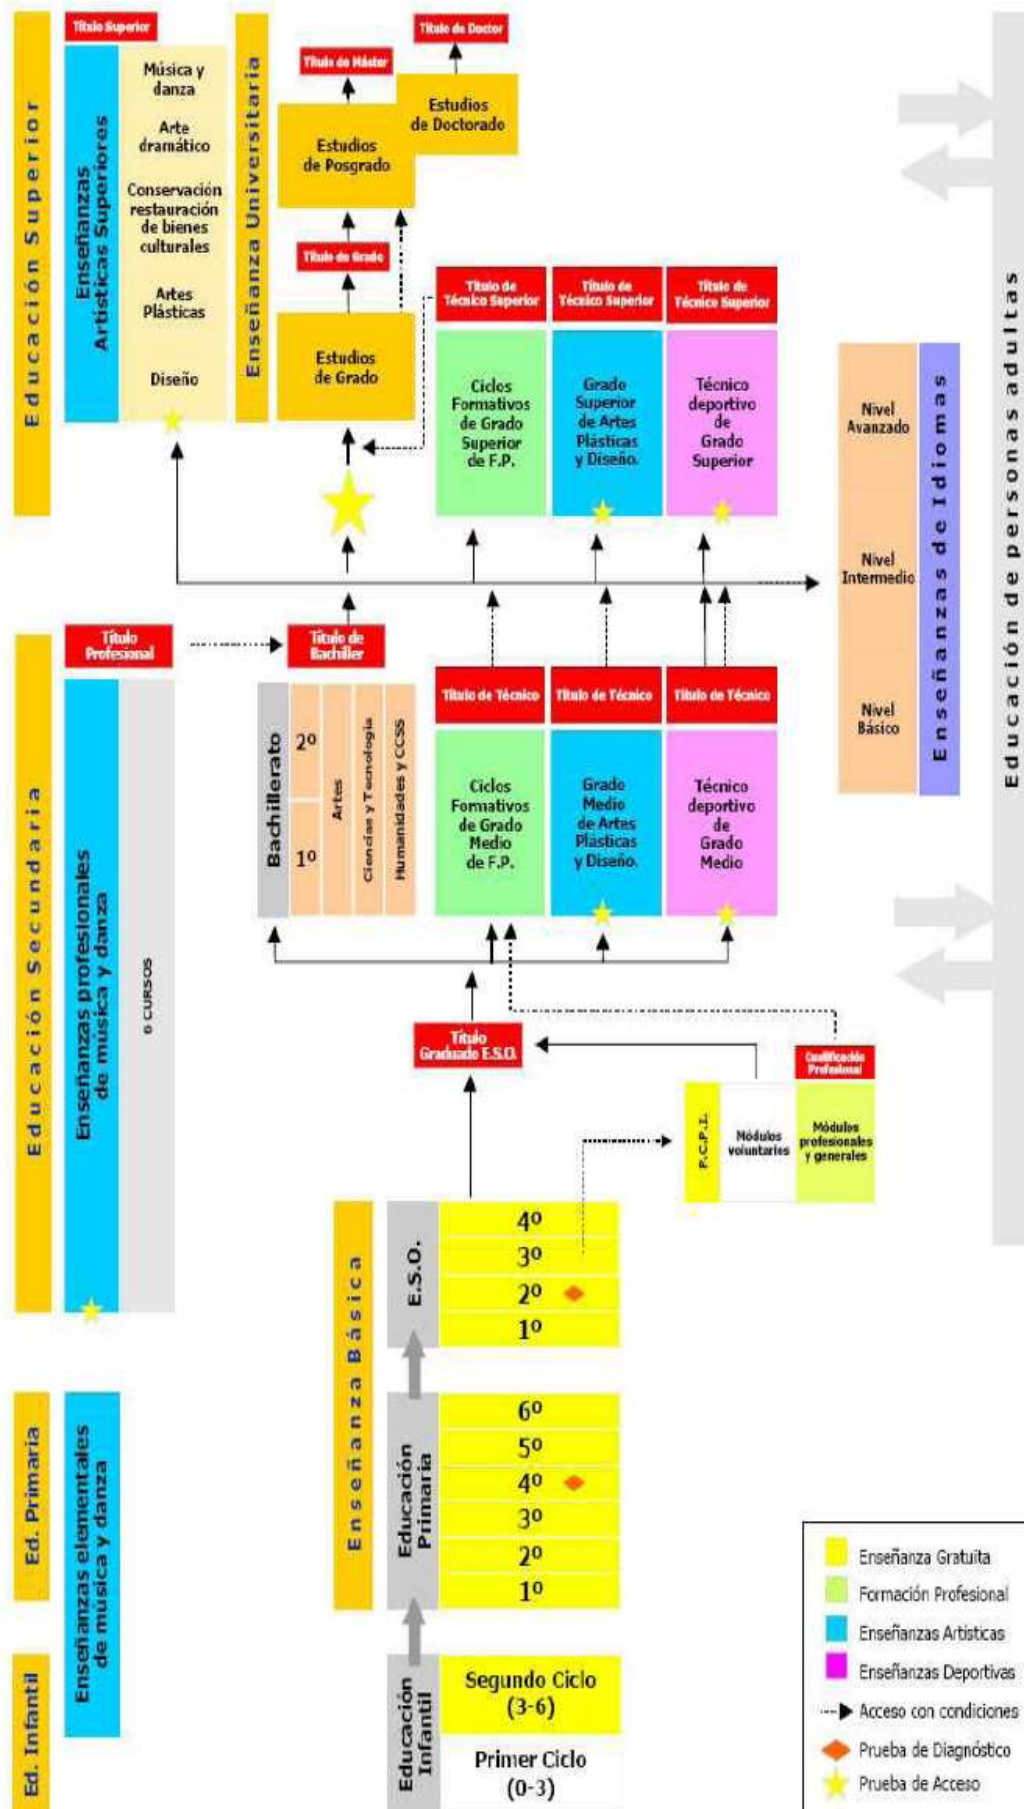 Educación Superior
Título Superior
Enseñanzas
Artísticas Superiores
Música y
danza
Arte
dramático
Conservación
restauración
de bienes
culturales
Artes
Plásticas
Diseño
Enseñanza Universitaria
Título de Máster
Título de Doctor
Estudios
de Posgrado
Estudios
de Doctorado
Título de Grado
Estudios
de Grado
Título de
Técnico Superior
Título de
Técnico Superior
Título de
Técnico Superior
Ciclos
Formativos
de Grado
Superior
de F.P.
Grado
Superior
de Artes
Plásticas
y Diseño.
Técnico
deportivo
de
Grado
Superior
Nivel
Avanzado
Nivel
Intermedio
Nivel
Básico
Enseñanzas de Idiomas
Educación de personas adultas
Educación Secundaria
Título
Profesional
Enseñanzas profesionales
de música y danza
6 CURSOS
Título de
Bachiller
Bachillerato
2º
1º
Artes
Ciencias y Tecnología
Humanidades y CCSS
Título de Técnico
Título de Técnico
Título de Técnico
Ciclos
Formativos
de Grado
Medio
de F.P.
Grado
Medio
de Artes
Plásticas
y Diseño.
Técnico
deportivo
de
Grado
Medio
Título
Graduado E.S.O.
Cualificación
Profesional
P.C.P.I.
Módulos
voluntarios
Módulos
profesionales
y generales
Enseñanza Básica
E.S.O.
4º
3º
2º
1º
Ed. Primaria
Enseñanzas elementales
de música y danza
Educación
Primaria
6º
5º
4º
3º
2º
1º
Ed. Infantil
Educación
Infantil
Segundo Ciclo
(3-6)
Primer Ciclo
(0-3)
Enseñanza Gratuita
Formación Profesional
Enseñanzas Artísticas
Enseñanzas Deportivas
Acceso con condiciones
Prueba de Diagnóstico
Prueba de Acceso